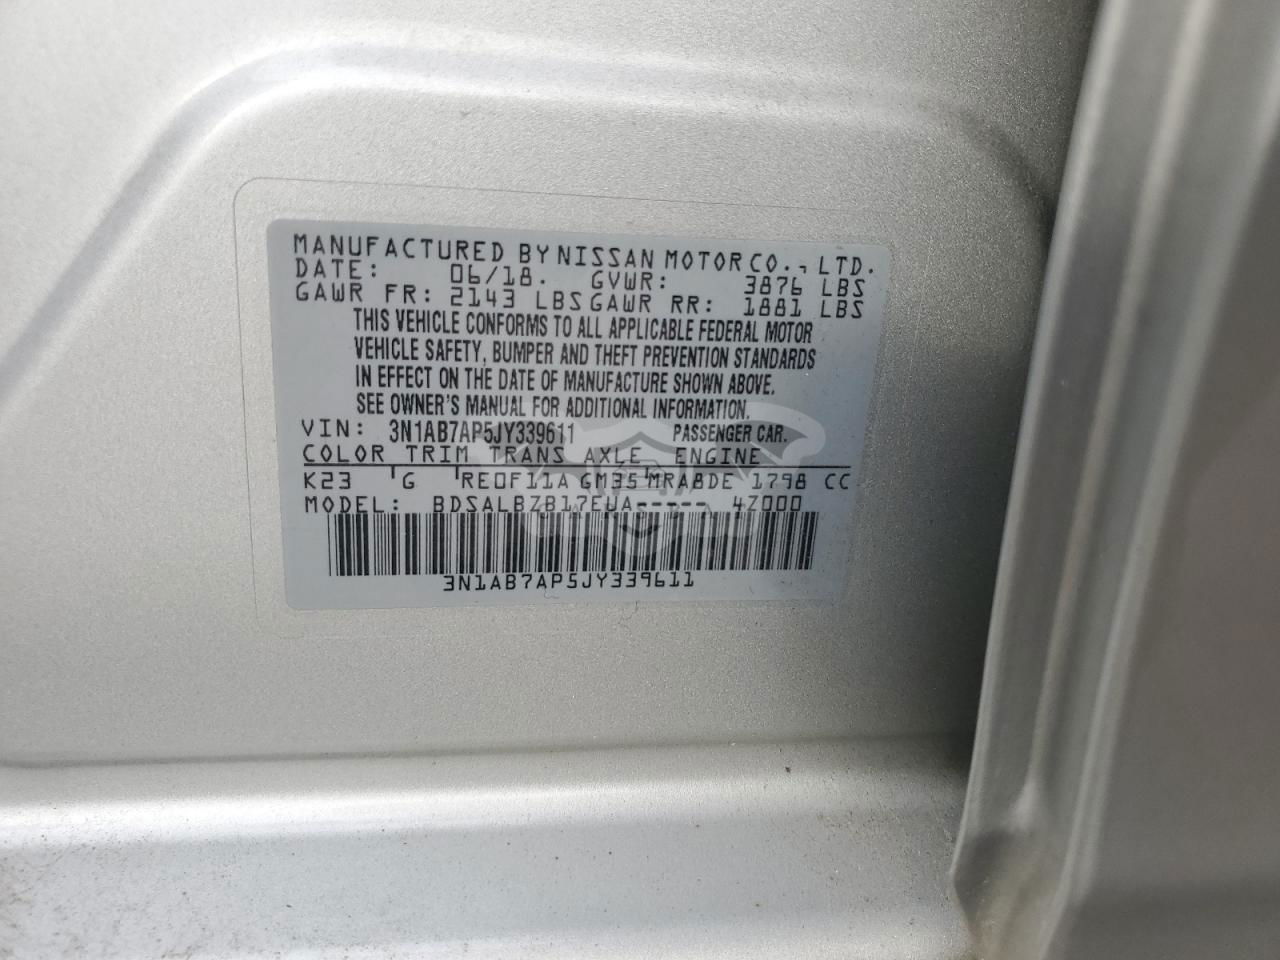 MANUFACTURED BY NISSAN MOTOR CO., LTD.
DATE: 06/18. GVWR: 3876 LBS
GAWR FR: 2143 LBS GAWR RR: 1881 LBS
THIS VEHICLE CONFORMS TO ALL APPLICABLE FEDERAL MOTOR
VEHICLE SAFETY, BUMPER AND THEFT PREVENTION STANDARDS
IN EFFECT ON THE DATE OF MANUFACTURE SHOWN ABOVE.
SEE OWNER'S MANUAL FOR ADDITIONAL INFORMATION.
VIN: 3N1AB7AP5JY339611 PASSENGER CAR.
COLOR TRIM TRANS AXLE ENGINE
K23 G RE0F11A GM35 MRA8DE 1798 CC
MODEL: BDSALBZB17EUA----- 4Z000
3N1AB7AP5JY339611